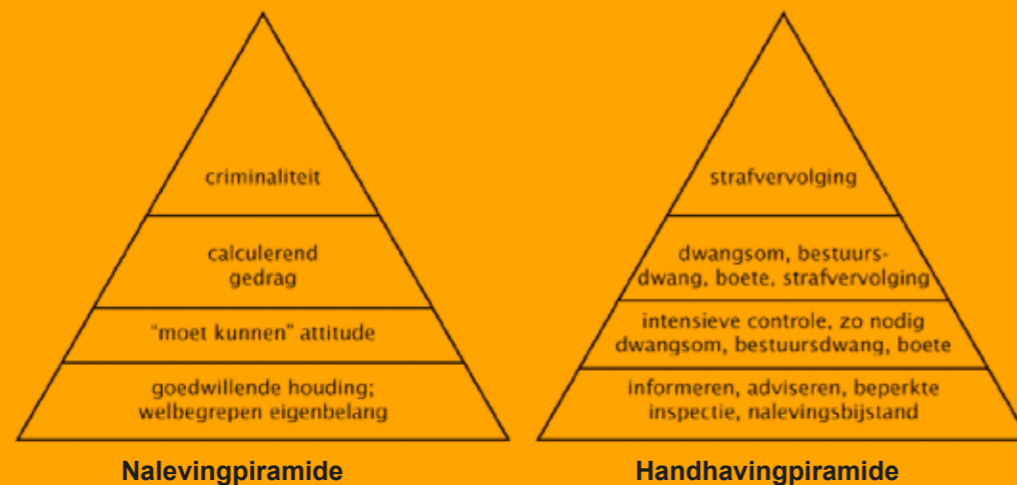 criminaliteit
calculerend
gedrag
"moet kunnen" attitude
goedwillende houding;
welbegrepen eigenbelang
Nalevingpiramide
strafvervolging
dwangsom, bestuurs-
dwang, boete, strafvervolging
intensieve controle, zo nodig
dwangsom, bestuursdwang, boete
informeren, adviseren, beperkte
inspectie, nalevingsbijstand
Handhavingpiramide